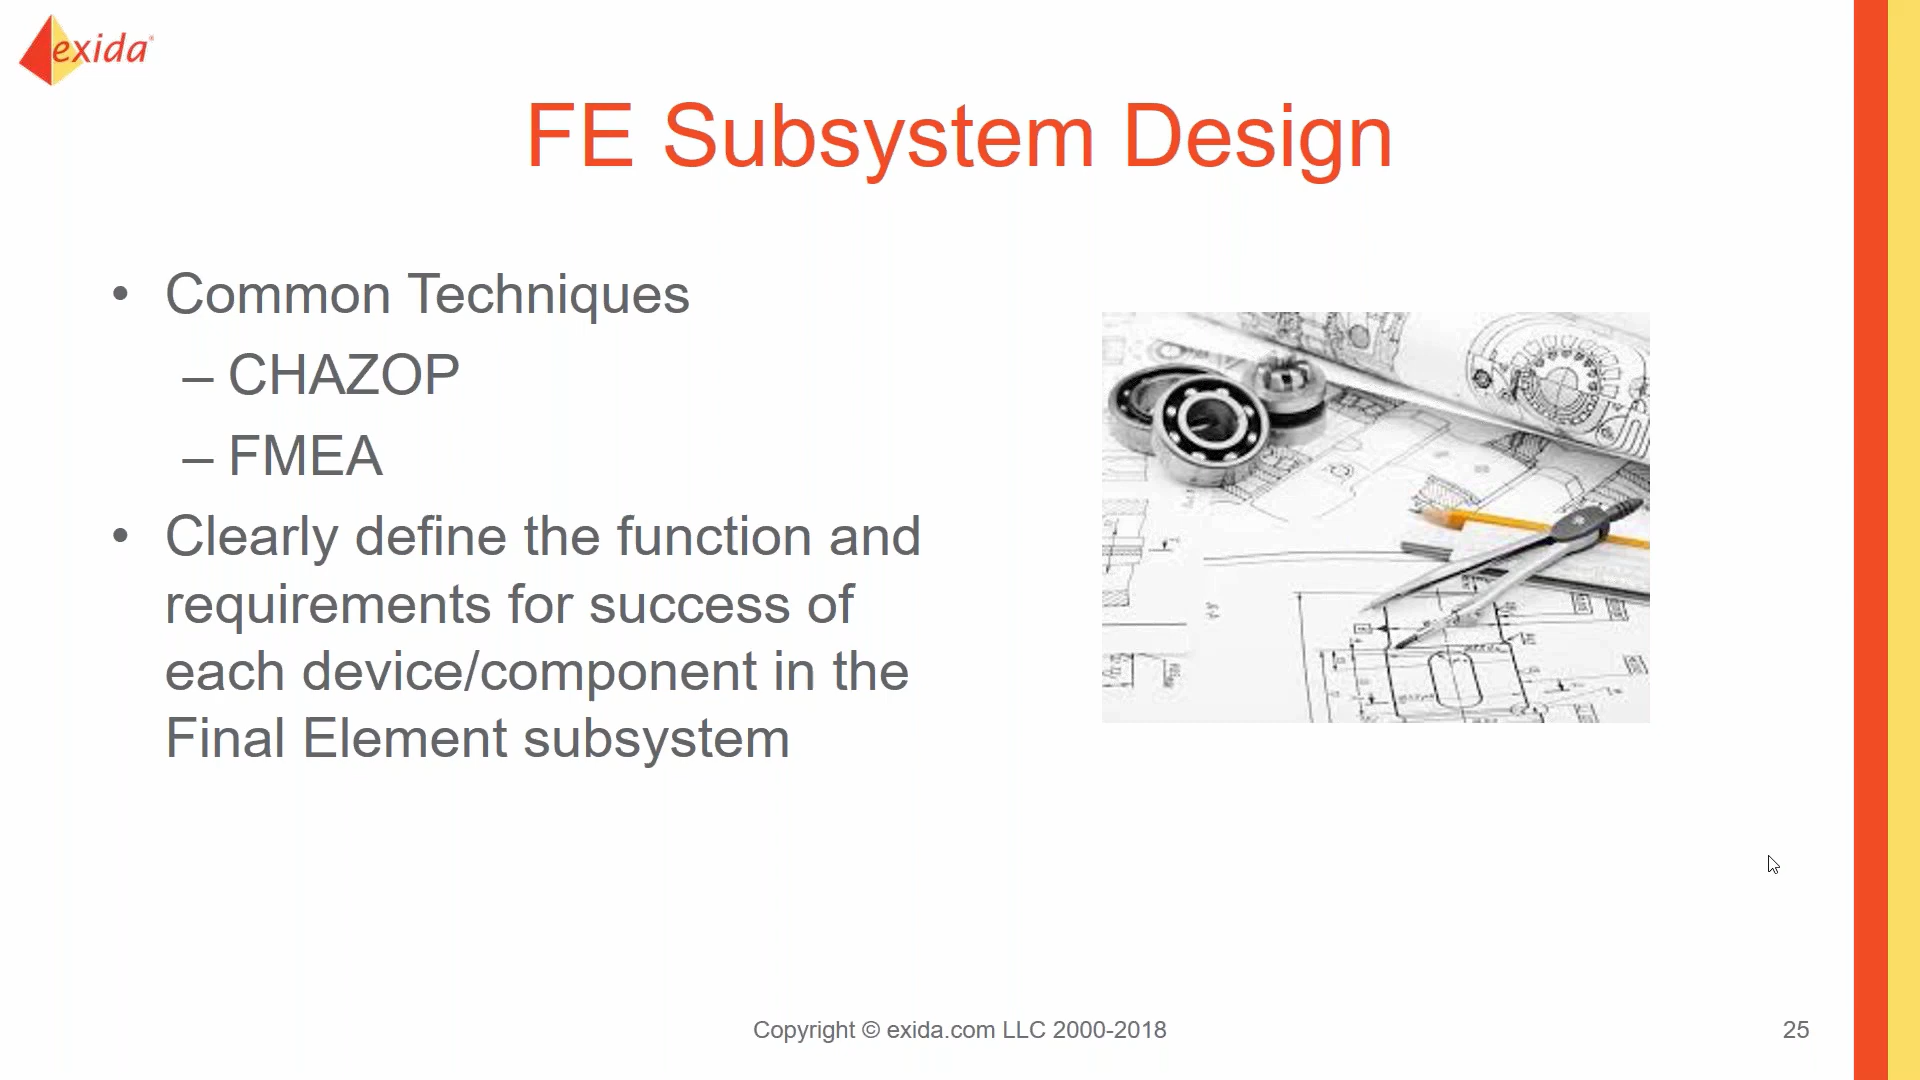 exida
FE Subsystem Design
• Common Techniques
– CHAZOP
– FMEA
• Clearly define the function and
requirements for success of
each device/component in the
Final Element subsystem
Copyright © exida.com LLC 2000-2018
25